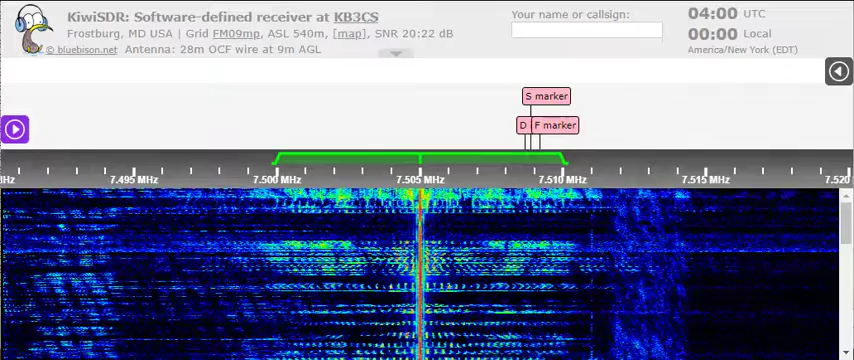 KiwiSDR: Software-defined receiver at KB3CS
Frostburg, MD USA | Grid FM09mp, ASL 540m, [map], SNR 20:22 dB
© bluebison.net Antenna: 28m OCF wire at 9m AGL
Your name or callsign:
04:00 UTC
00:00 Local
America/New York (EDT)
S marker
D F marker
Hz 7.495 MHz 7.500 MHz 7.505 MHz 7.510 MHz 7.515 MHz 7.520